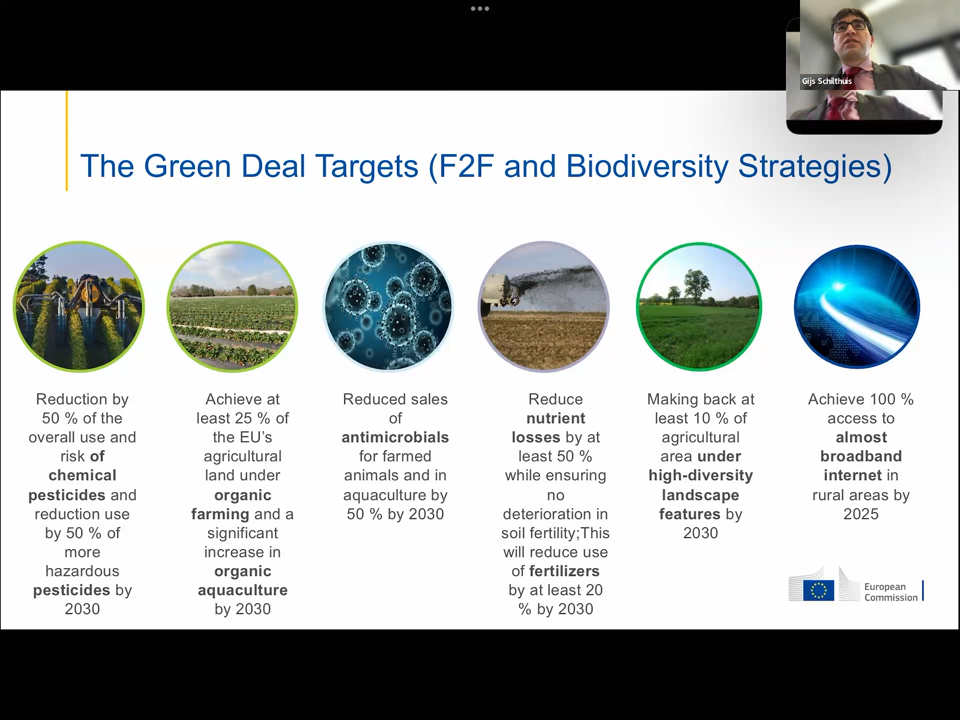 Gijs Schilthuis
The Green Deal Targets (F2F and Biodiversity Strategies)
Reduction by
50 % of the
overall use and
risk of
chemical
pesticides and
reduction use
by 50 % of
more
hazardous
pesticides by
2030
Achieve at
least 25 % of
the EU's
agricultural
land under
organic
farming and a
significant
increase in
organic
aquaculture
by 2030
Reduced sales
of
antimicrobials
for farmed
animals and in
aquaculture by
50 % by 2030
Reduce
nutrient
losses by at
least 50 %
while ensuring
no
deterioration in
soil fertility;This
will reduce use
of fertilizers
by at least 20
% by 2030
Making back at
least 10 % of
agricultural
area under
high-diversity
landscape
features by
2030
Achieve 100 %
access to
almost
broadband
internet in
rural areas by
2025
European
Commission